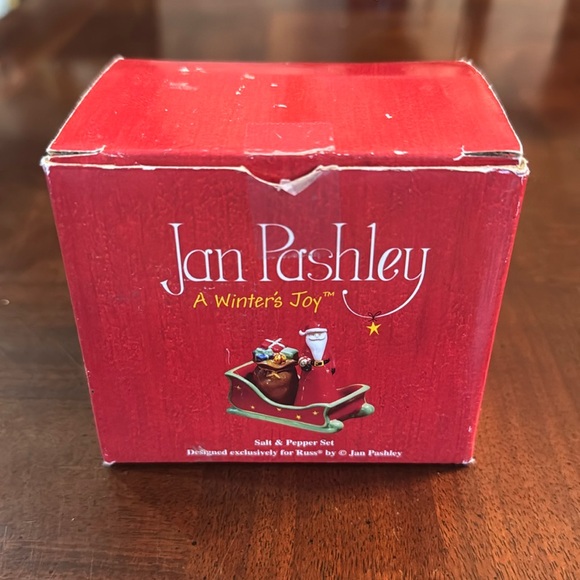 Jan Pashley
A Winter's Joy™
Salt & Pepper Set
Designed exclusively for Russ® by © Jan Pashley